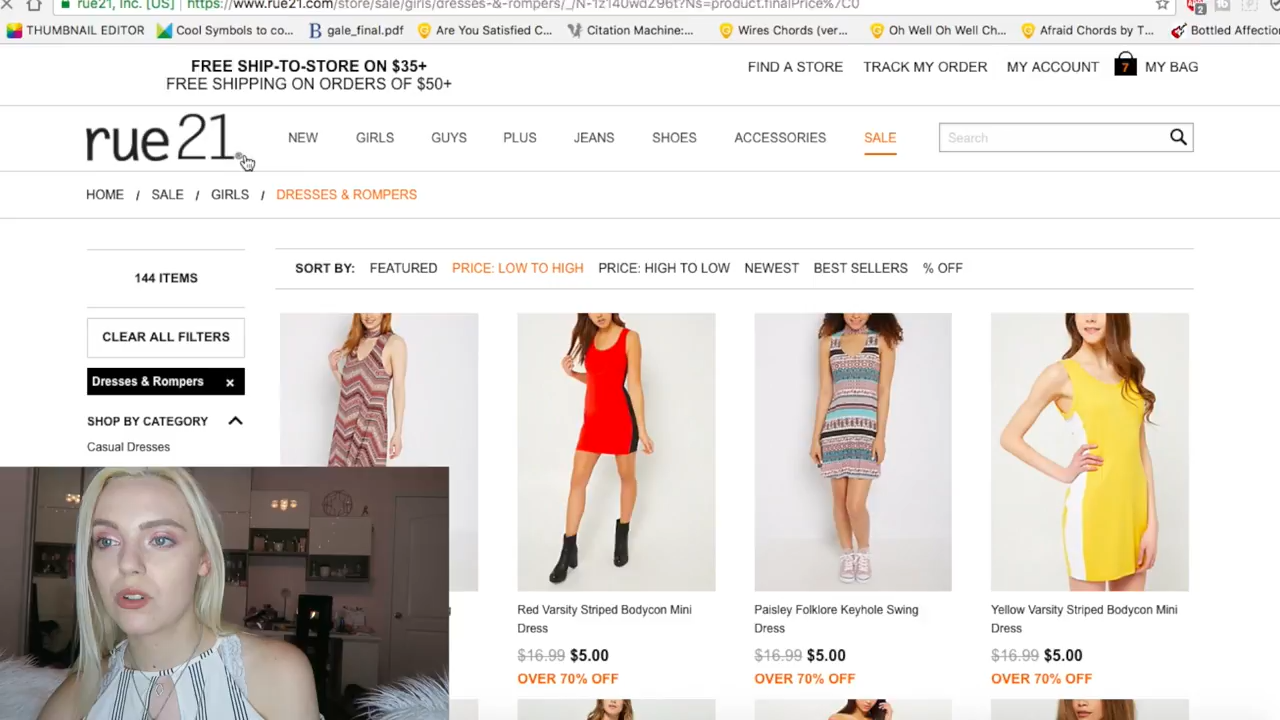 rue21, Inc. [US]
https://www.rue21.com/store/sale/girls/dresses-&-rompers/_/N-1z140wdZ96t?Ns=product.finalPrice%7C0
THUMBNAIL EDITOR
Cool Symbols to co...
gale_final.pdf
Are You Satisfied C...
Citation Machine:...
Wires Chords (ver...
Oh Well Oh Well Ch...
Afraid Chords by T...
Bottled Affectio
FREE SHIP-TO-STORE ON $35+
FREE SHIPPING ON ORDERS OF $50+
FIND A STORE
TRACK MY ORDER
MY ACCOUNT
7
MY BAG
rue21
NEW
GIRLS
GUYS
PLUS
JEANS
SHOES
ACCESSORIES
SALE
Search
HOME / SALE / GIRLS / DRESSES & ROMPERS
144 ITEMS
SORT BY: FEATURED PRICE: LOW TO HIGH PRICE: HIGH TO LOW NEWEST BEST SELLERS % OFF
CLEAR ALL FILTERS
Dresses & Rompers ×
SHOP BY CATEGORY
Casual Dresses
Red Varsity Striped Bodycon Mini
Dress
$16.99 $5.00
OVER 70% OFF
Paisley Folklore Keyhole Swing
Dress
$16.99 $5.00
OVER 70% OFF
Yellow Varsity Striped Bodycon Mini
Dress
$16.99 $5.00
OVER 70% OFF